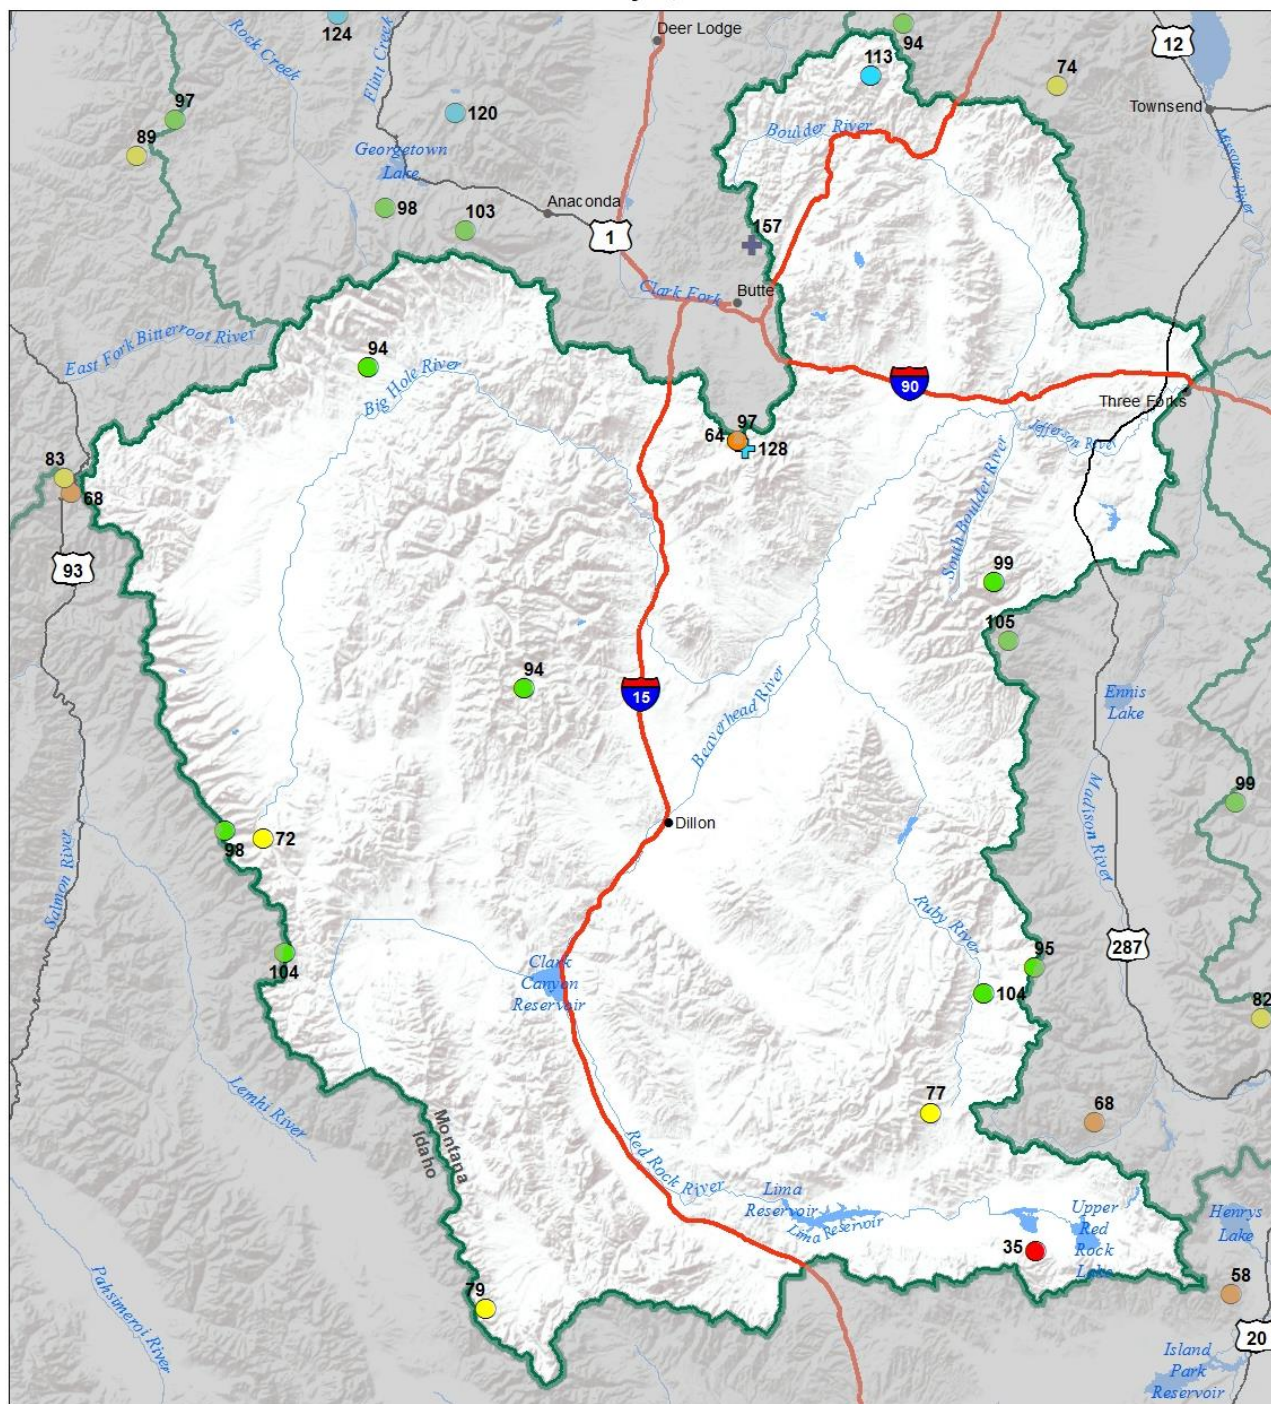 124
Rock Creek
Flint Creek
Deer Lodge
94
113
12
74
Townsend
97
89
120
Georgetown
Lake
Boulder River
Missouri River
98
103
Anaconda
1
157
Clark Fork
Butte
East Fork Bitterroot River
94
Big Hole River
90
Three Forks
64
97
128
Jefferson River
83
68
93
South Boulder River
99
105
94
15
Beaverhead River
Ennis
Lake
Madison River
99
98
72
Dillon
Salmon River
Ruby River
95
287
104
104
Clark
Canyon
Reservoir
82
Lemhi River
Montana
Idaho
77
68
Red Rock River
Lima
Reservoir
Lima Reservoir
Upper
Red
Rock
Lake
35
Henrys
Lake
58
Pahsimeroi River
79
20
Island
Park
Reservoir